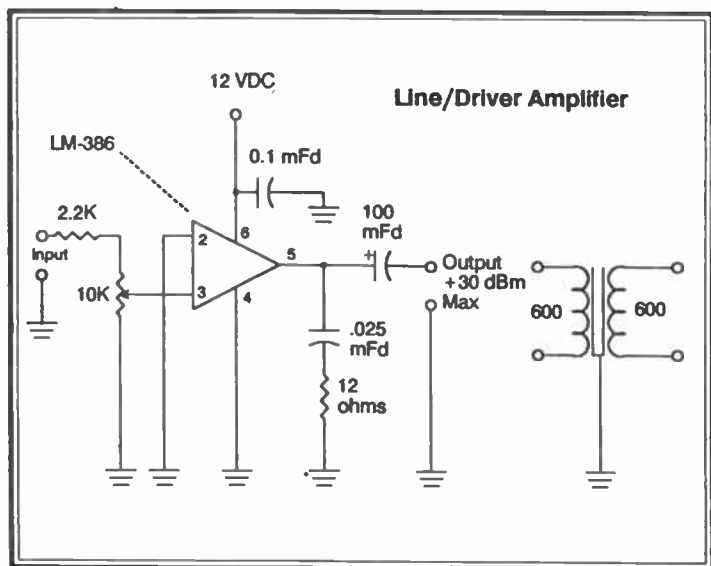 12 VDC
Line/Driver Amplifier
LM-386
0.1 mFd
2.2K
100
mFd
6
2
5
Input
+
Output
+30 dBm
Max
10K
3
4
600
600
.025
mFd
12
ohms